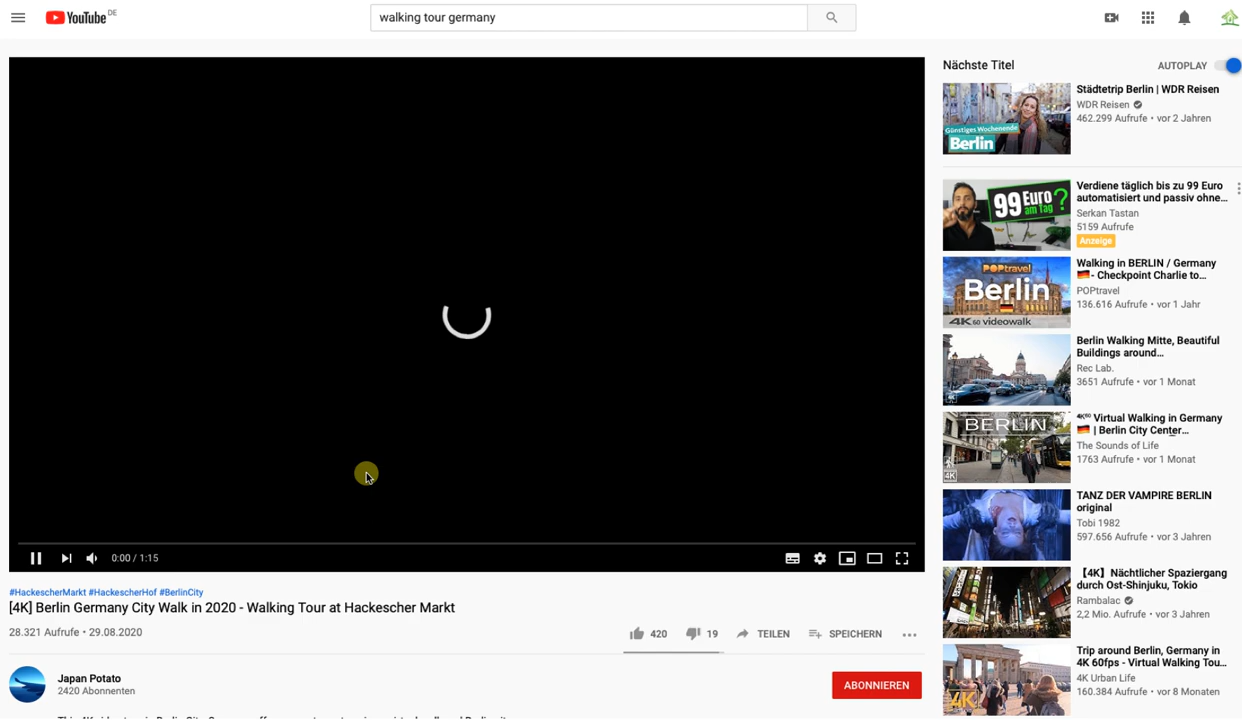 YouTube DE
walking tour germany
0:00 / 1:15
#HackescherMarkt #HackescherHof #BerlinCity
[4K] Berlin Germany City Walk in 2020 - Walking Tour at Hackescher Markt
28.321 Aufrufe • 29.08.2020
420
19
TEILEN
SPEICHERN
Japan Potato
2420 Abonnenten
ABONNIEREN
Nächste Titel
AUTOPLAY
Günstiges Wochenende
Berlin
Städtetrip Berlin | WDR Reisen
WDR Reisen
462.299 Aufrufe • vor 2 Jahren
99 Euro
am Tag ?
Verdiene täglich bis zu 99 Euro
automatisiert und passiv ohne...
Serkan Tastan
5159 Aufrufe
Anzeige
POPtravel
Berlin
4K 60 videowalk
Walking in BERLIN / Germany
🇩🇪 - Checkpoint Charlie to...
POPtravel
136.616 Aufrufe • vor 1 Jahr
Berlin Walking Mitte, Beautiful
Buildings around...
Rec Lab.
3651 Aufrufe • vor 1 Monat
BERLIN
4K
⁴ᴷ⁶⁰ Virtual Walking in Germany
🇩🇪 | Berlin City Center...
The Sounds of Life
1763 Aufrufe • vor 1 Monat
TANZ DER VAMPIRE BERLIN
original
Tobi 1982
597.656 Aufrufe • vor 3 Jahren
【4K】Nächtlicher Spaziergang
durch Ost-Shinjuku, Tokio
Rambalac
2,2 Mio. Aufrufe • vor 3 Jahren
4K
Trip around Berlin, Germany in
4K 60fps - Virtual Walking Tou...
4K Urban Life
160.384 Aufrufe • vor 8 Monaten